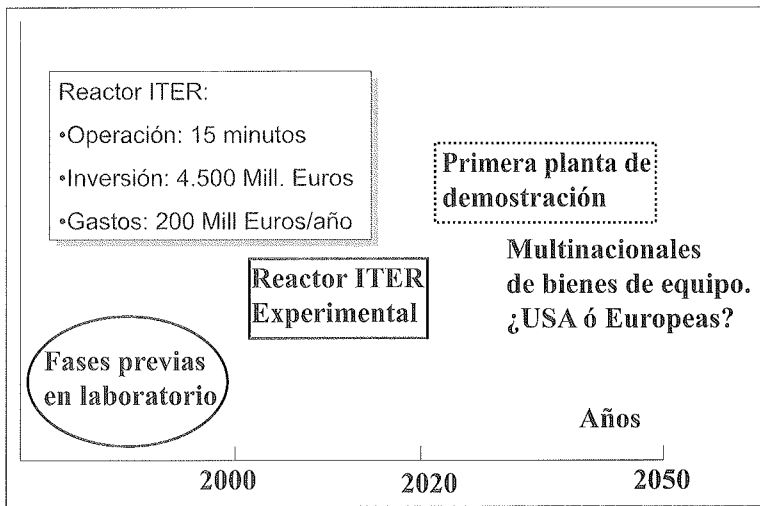 Reactor ITER:
•Operación: 15 minutos
•Inversión: 4.500 Mill. Euros
•Gastos: 200 Mill Euros/año
Primera planta de
demostración
Multinacionales
de bienes de equipo.
¿USA ó Europeas?
Reactor ITER
Experimental
Fases previas
en laboratorio
Años
2000
2020
2050